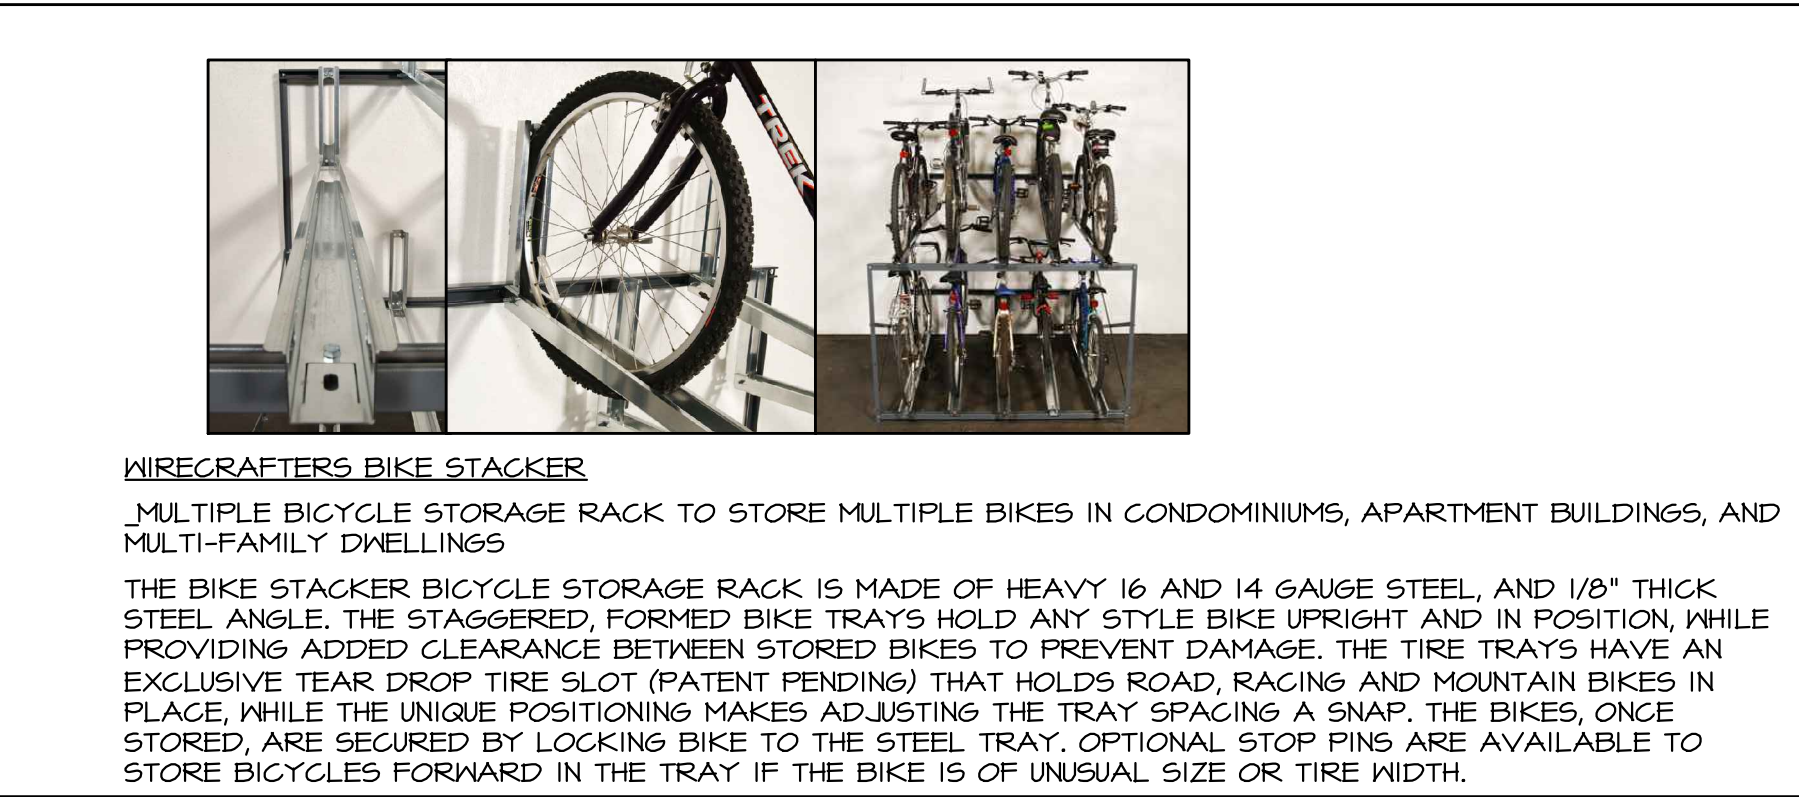 TREK
WIRECRAFTERS BIKE STACKER
_MULTIPLE BICYCLE STORAGE RACK TO STORE MULTIPLE BIKES IN CONDOMINIUMS, APARTMENT BUILDINGS, AND
MULTI-FAMILY DWELLINGS
THE BIKE STACKER BICYCLE STORAGE RACK IS MADE OF HEAVY 16 AND 14 GAUGE STEEL, AND 1/8" THICK
STEEL ANGLE. THE STAGGERED, FORMED BIKE TRAYS HOLD ANY STYLE BIKE UPRIGHT AND IN POSITION, WHILE
PROVIDING ADDED CLEARANCE BETWEEN STORED BIKES TO PREVENT DAMAGE. THE TIRE TRAYS HAVE AN
EXCLUSIVE TEAR DROP TIRE SLOT (PATENT PENDING) THAT HOLDS ROAD, RACING AND MOUNTAIN BIKES IN
PLACE, WHILE THE UNIQUE POSITIONING MAKES ADJUSTING THE TRAY SPACING A SNAP. THE BIKES, ONCE
STORED, ARE SECURED BY LOCKING BIKE TO THE STEEL TRAY. OPTIONAL STOP PINS ARE AVAILABLE TO
STORE BICYCLES FORWARD IN THE TRAY IF THE BIKE IS OF UNUSUAL SIZE OR TIRE WIDTH.